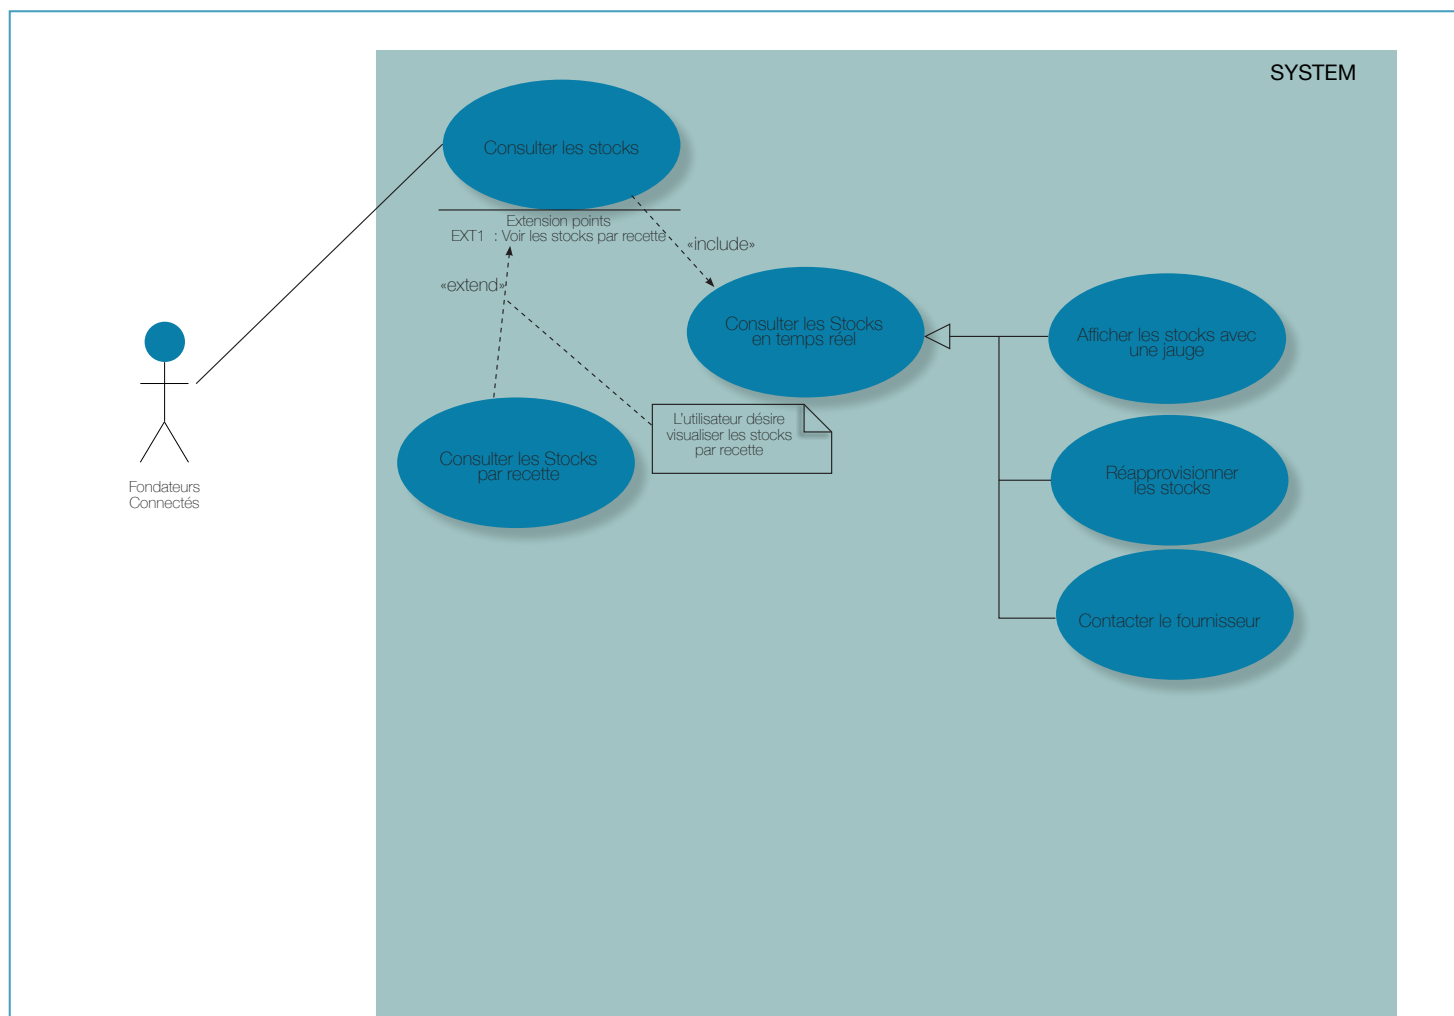 SYSTEM
Consulter les stocks
Extension points
EXT1 : Voir les stocks par recette
«include»
«extend»
Consulter les Stocks
en temps réel
Afficher les stocks avec
une jauge
L'utilisateur désire
visualiser les stocks
par recette
Consulter les Stocks
par recette
Réapprovisionner
les stocks
Fondateurs
Connectés
Contacter le fournisseur